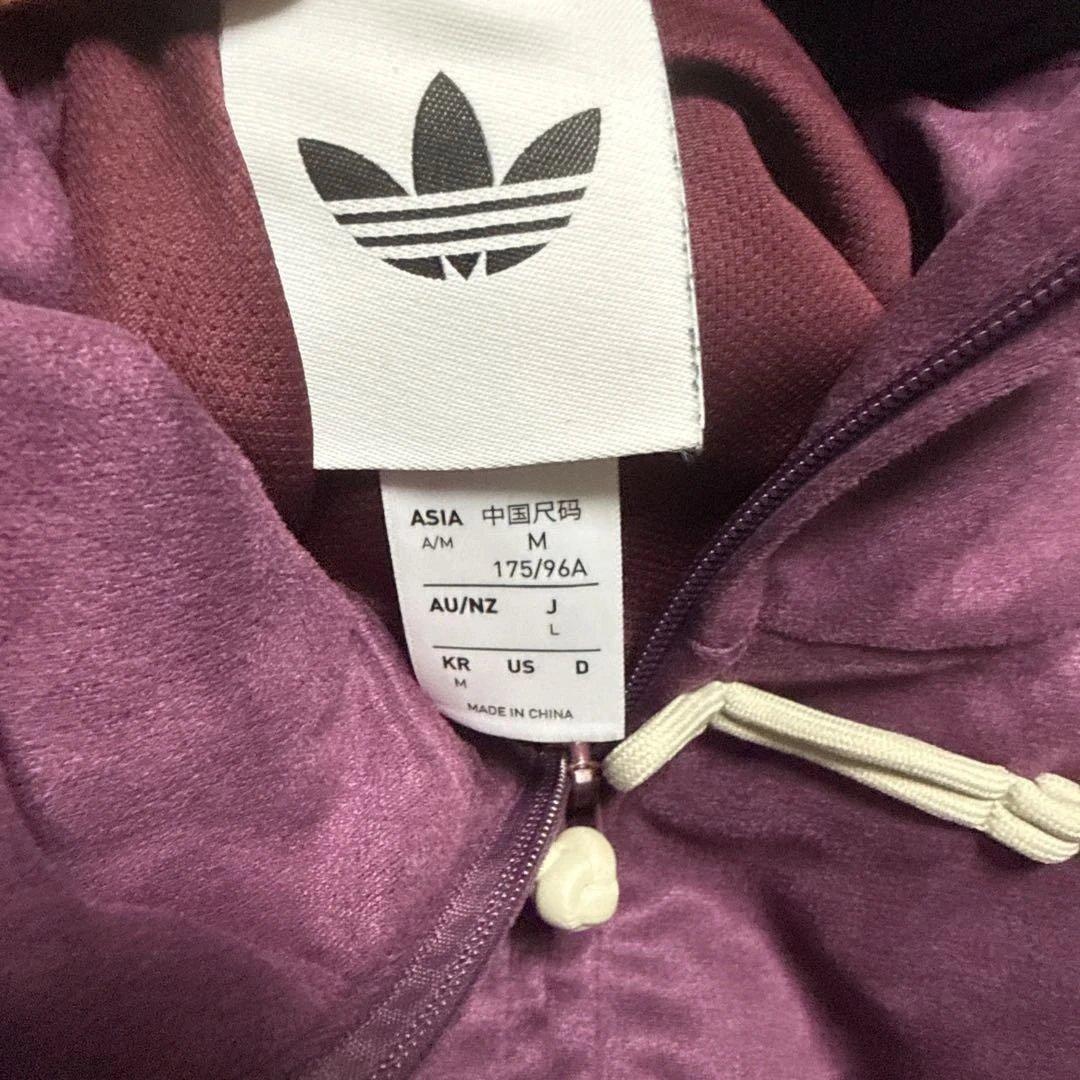 ASIA 中国尺码
A/M M
175/96A
AU/NZ J
L
KR US D
M
MADE IN CHINA